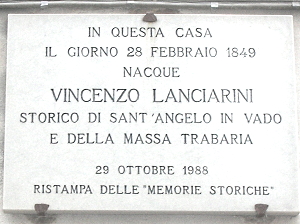 IN QUESTA CASA
IL GIORNO 28 FEBBRAIO 1849
NACQUE
VINCENZO LANCIARINI
STORICO DI SANT'ANGELO IN VADO
E DELLA MASSA TRABARIA
29 OTTOBRE 1988
RISTAMPA DELLE "MEMORIE STORICHE"